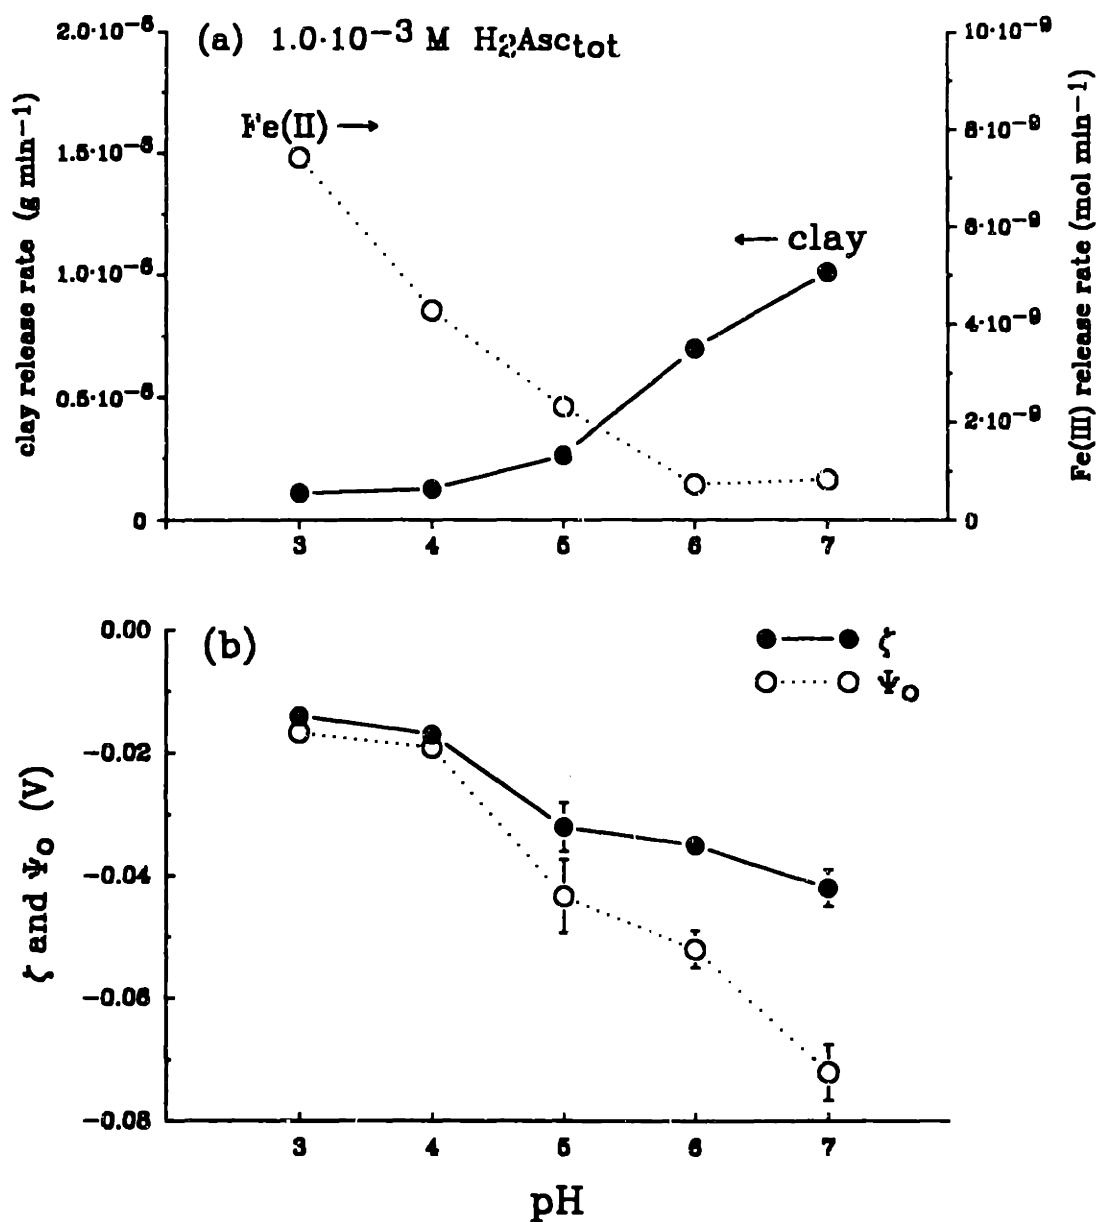 (a) 1.0·10⁻³ M H₂Asc_tot
2.0·10⁻⁶
1.5·10⁻⁶
1.0·10⁻⁶
0.5·10⁻⁶
0
clay release rate (g min⁻¹)
Fe(II) →
← clay
10·10⁻⁹
8·10⁻⁹
6·10⁻⁹
4·10⁻⁹
2·10⁻⁹
0
Fe(III) release rate (mol min⁻¹)
3 4 5 6 7
(b)
ζ
Ψ₀
0.00
−0.02
−0.04
−0.06
−0.08
ζ and Ψ₀ (V)
3 4 5 6 7
pH